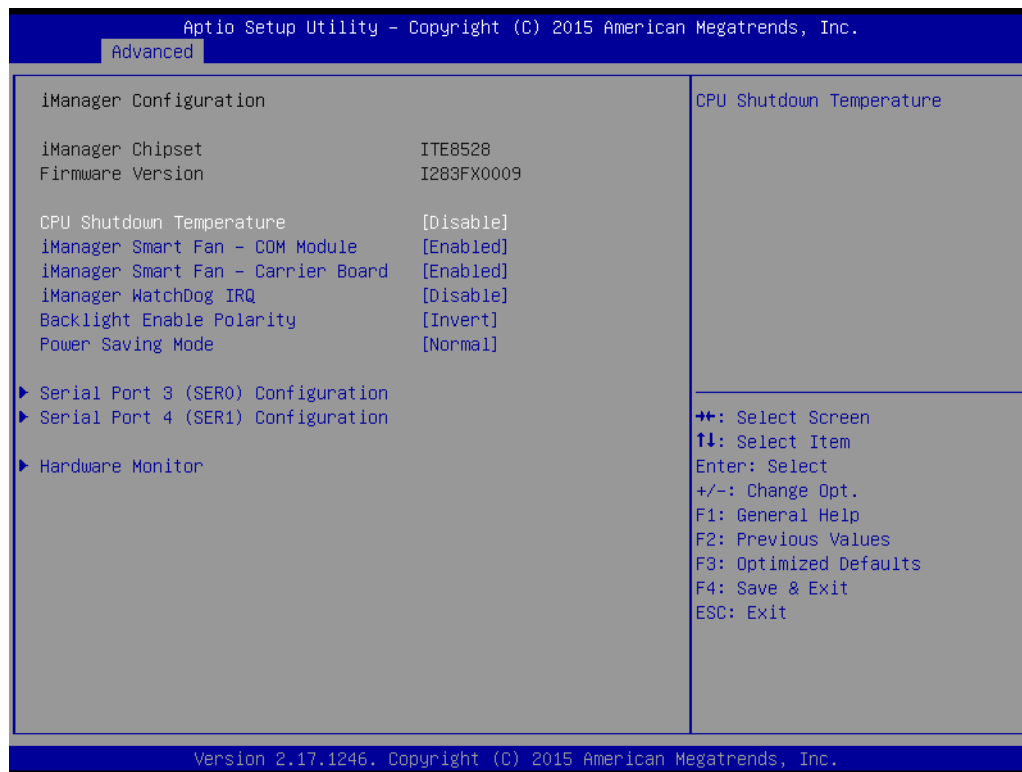 Aptio Setup Utility – Copyright (C) 2015 American Megatrends, Inc.
Advanced
iManager Configuration
iManager Chipset ITE8528
Firmware Version I283FX0009
CPU Shutdown Temperature [Disable]
iManager Smart Fan – COM Module [Enabled]
iManager Smart Fan – Carrier Board [Enabled]
iManager WatchDog IRQ [Disable]
Backlight Enable Polarity [Invert]
Power Saving Mode [Normal]
▶ Serial Port 3 (SER0) Configuration
▶ Serial Port 4 (SER1) Configuration
▶ Hardware Monitor
CPU Shutdown Temperature
→←: Select Screen
↑↓: Select Item
Enter: Select
+/-: Change Opt.
F1: General Help
F2: Previous Values
F3: Optimized Defaults
F4: Save & Exit
ESC: Exit
Version 2.17.1246. Copyright (C) 2015 American Megatrends, Inc.